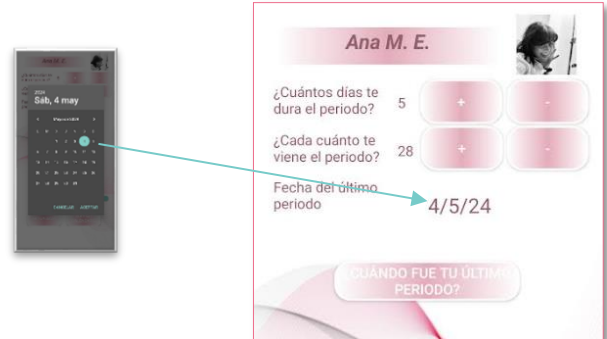 Ana M. E.
2024
Sáb, 4 may
CANCELAR ACEPTAR
Ana M. E.
¿Cuántos días te
dura el periodo?
5
+
-
¿Cada cuánto te
viene el periodo?
28
+
-
Fecha del último
periodo
4/5/24
CUÁNDO FUE TU ÚLTIMO
PERIODO?